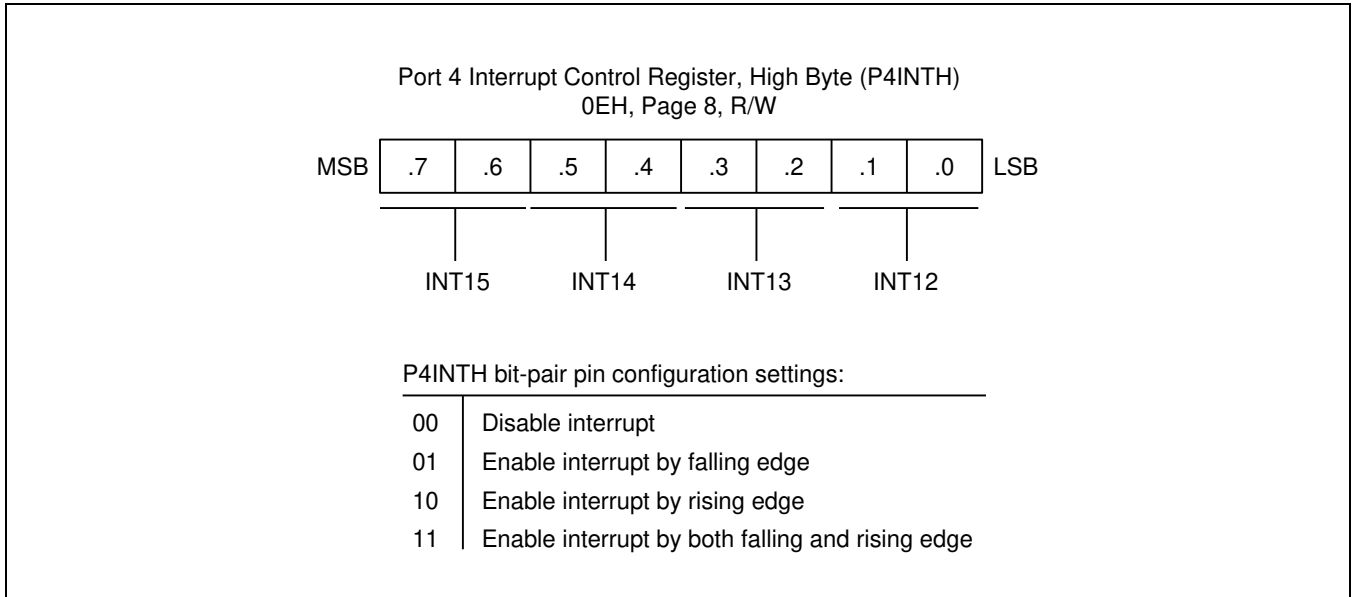 Port 4 Interrupt Control Register, High Byte (P4INTH)
0EH, Page 8, R/W
MSB .7 .6 .5 .4 .3 .2 .1 .0 LSB
INT15 INT14 INT13 INT12
P4INTH bit-pair pin configuration settings:
00 Disable interrupt
01 Enable interrupt by falling edge
10 Enable interrupt by rising edge
11 Enable interrupt by both falling and rising edge